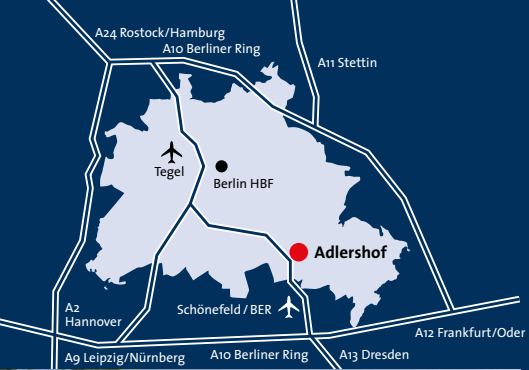 A24 Rostock/Hamburg
A10 Berliner Ring
A11 Stettin
Tegel
Berlin HBF
Adlershof
Schönefeld / BER
A2
Hannover
A12 Frankfurt/Oder
A9 Leipzig/Nürnberg
A10 Berliner Ring
A13 Dresden